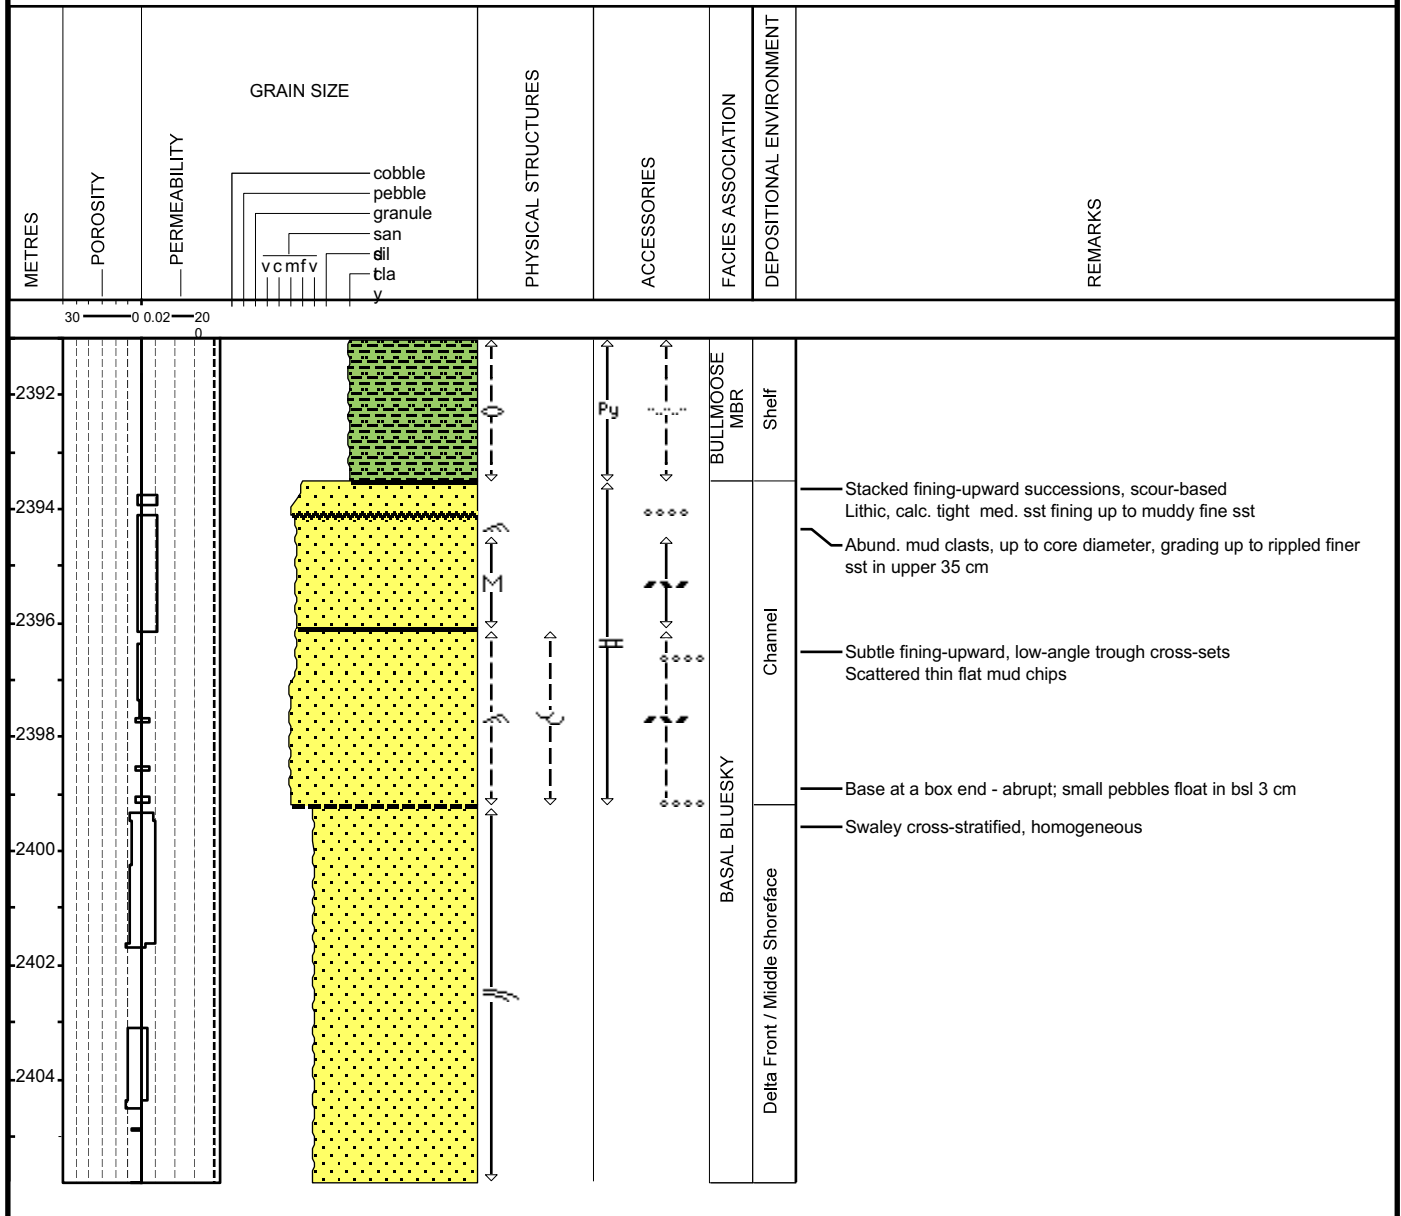 METRES
POROSITY
PERMEABILITY
GRAIN SIZE
cobble
pebble
granule
san
d
sil
t
cla
y
v c m f v
PHYSICAL STRUCTURES
ACCESSORIES
FACIES ASSOCIATION
DEPOSITIONAL ENVIRONMENT
REMARKS
30 0 0.02 20
0
2392
2394
2396
2398
2400
2402
2404
M
Py
BULLMOOSE
MBR
BASAL BLUESKY
Shelf
Channel
Delta Front / Middle Shoreface
Stacked fining-upward successions, scour-based
Lithic, calc. tight med. sst fining up to muddy fine sst
Abund. mud clasts, up to core diameter, grading up to rippled finer
sst in upper 35 cm
Subtle fining-upward, low-angle trough cross-sets
Scattered thin flat mud chips
Base at a box end - abrupt; small pebbles float in bsl 3 cm
Swaley cross-stratified, homogeneous